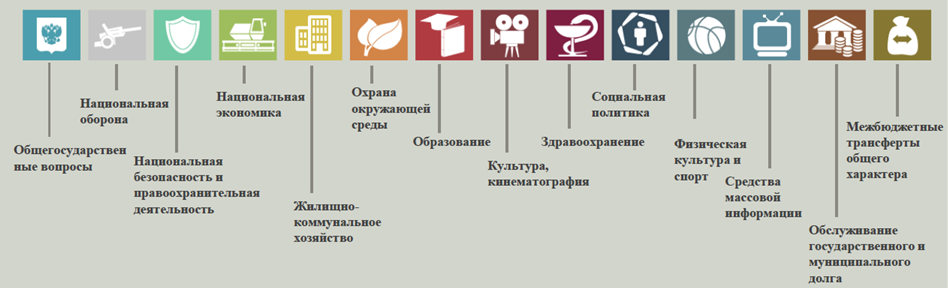 Общегосударствен
ные вопросы
Национальная
оборона
Национальная
безопасность и
правоохранительная
деятельность
Национальная
экономика
Жилищно-
коммунальное
хозяйство
Охрана
окружающей
среды
Образование
Культура,
кинематография
Здравоохранение
Социальная
политика
Физическая
культура и
спорт
Средства
массовой
информации
Обслуживание
государственного и
муниципального
долга
Межбюджетные
трансферты
общего
характера